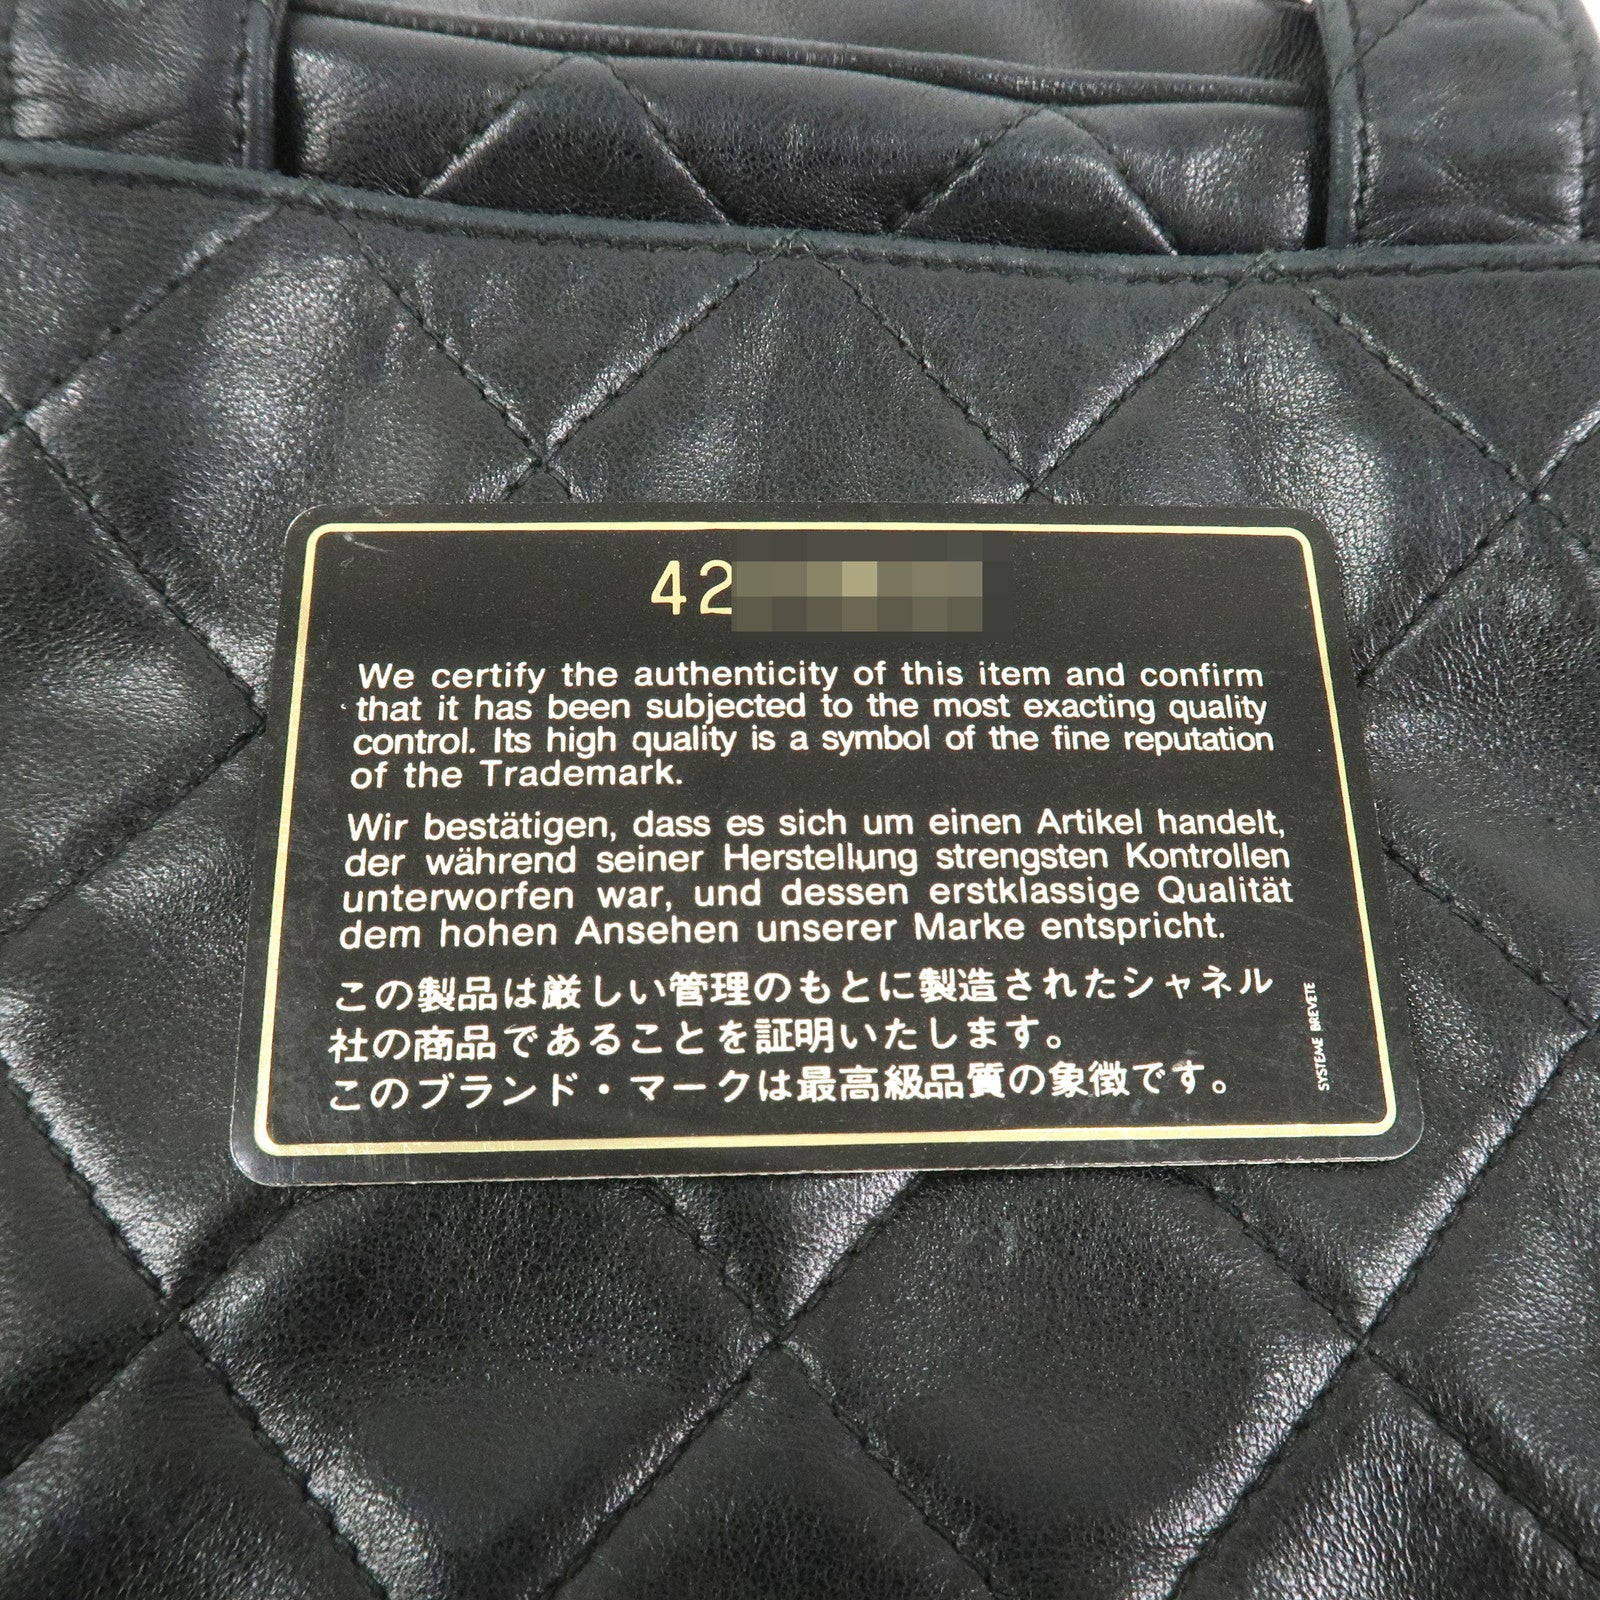 42
We certify the authenticity of this item and confirm
that it has been subjected to the most exacting quality
control. Its high quality is a symbol of the fine reputation
of the Trademark.
Wir bestätigen, dass es sich um einen Artikel handelt,
der während seiner Herstellung strengsten Kontrollen
unterworfen war, und dessen erstklassige Qualität
dem hohen Ansehen unserer Marke entspricht.
この製品は厳しい管理のもとに製造されたシャネル
社の商品であることを証明いたします。
このブランド・マークは最高級品質の象徴です。
SYSTEME BREVETE